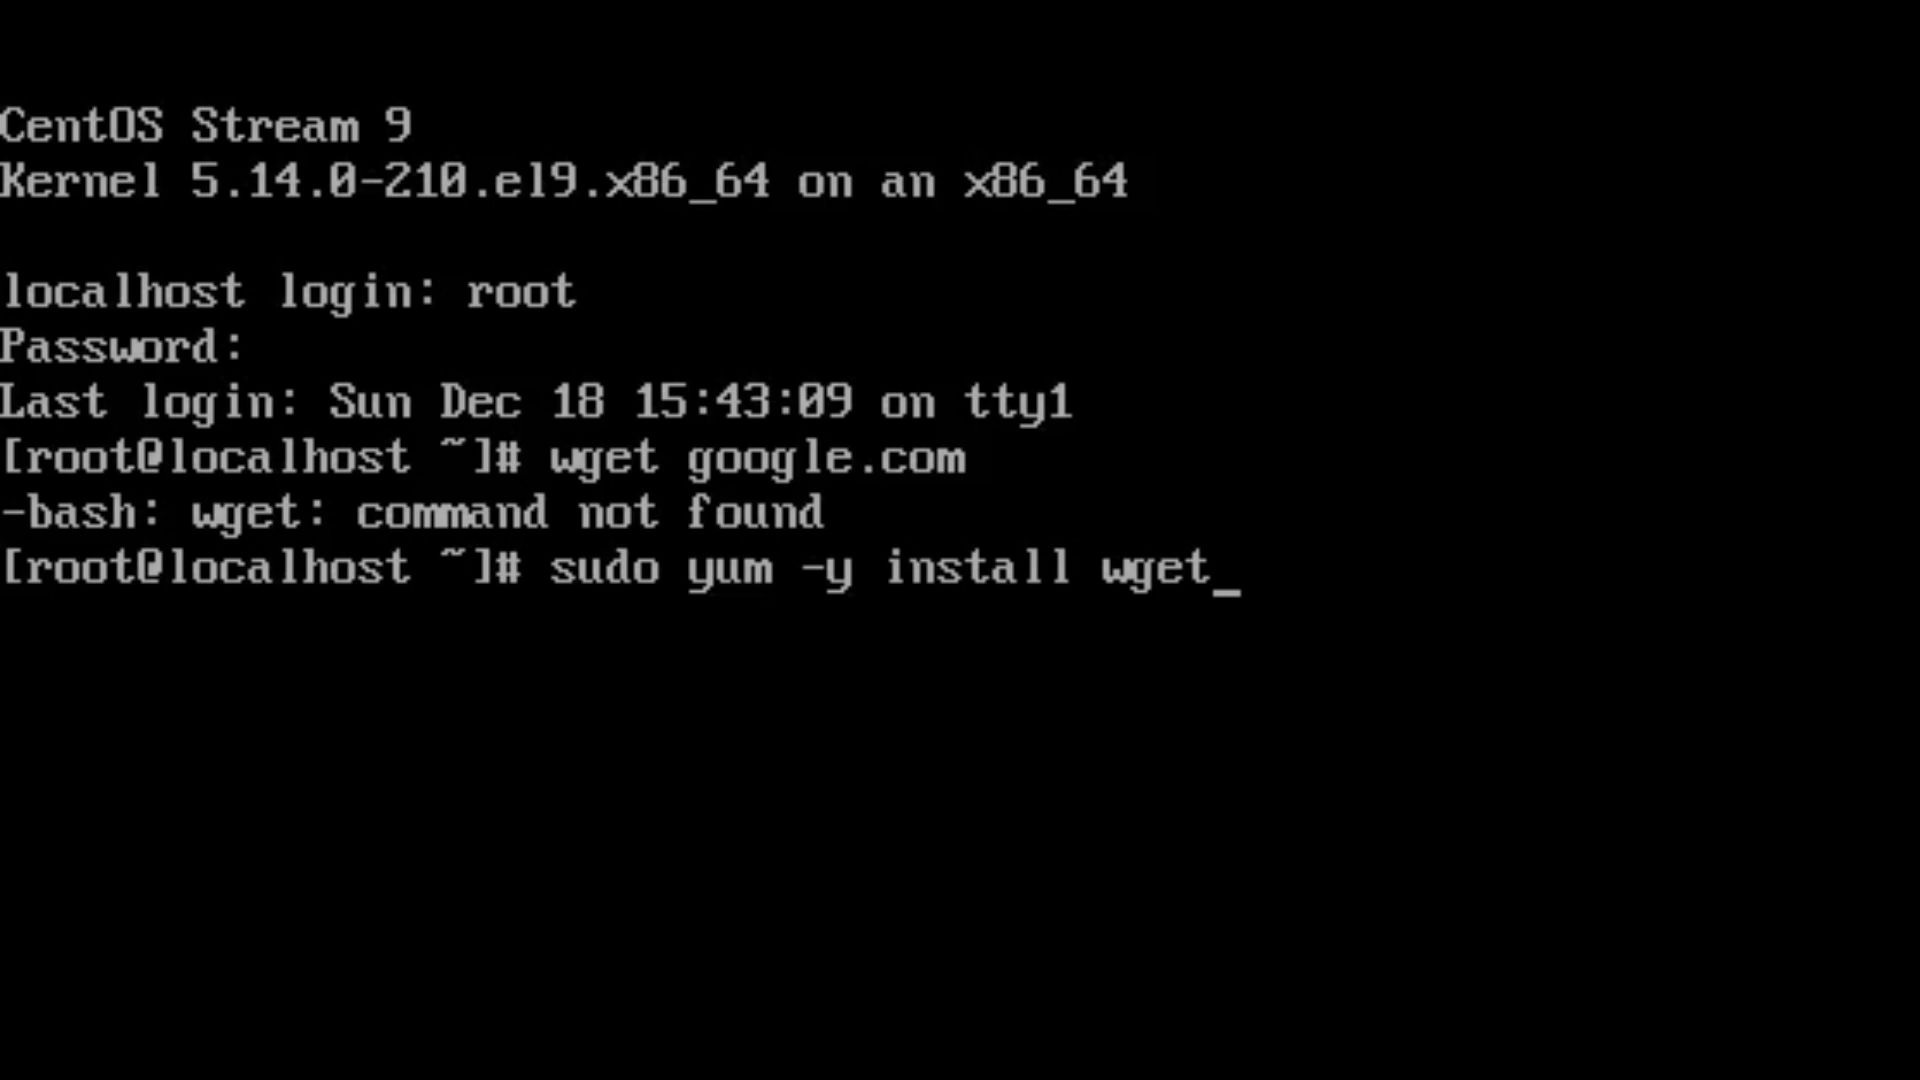 CentOS Stream 9
Kernel 5.14.0-210.el9.x86_64 on an x86_64
localhost login: root
Password:
Last login: Sun Dec 18 15:43:09 on tty1
[root@localhost ~]# wget google.com
-bash: wget: command not found
[root@localhost ~]# sudo yum -y install wget_